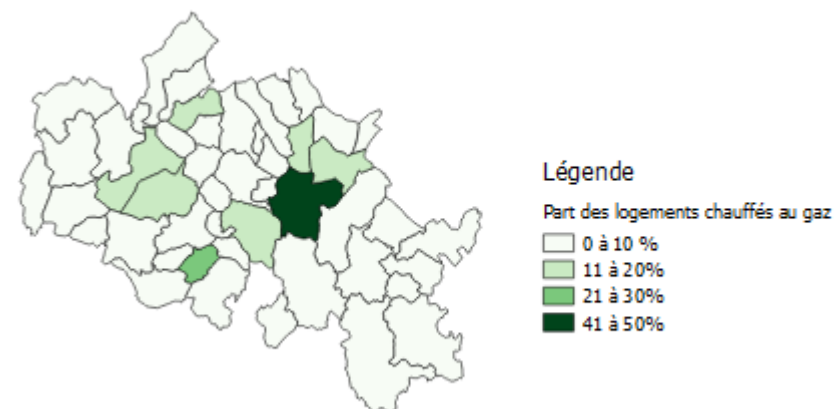 Légende
Part des logements chauffés au gaz
0 à 10 %
11 à 20%
21 à 30%
41 à 50%